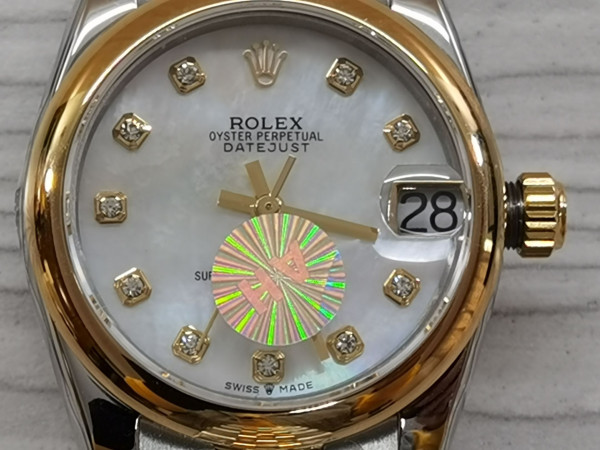 ROLEX
OYSTER PERPETUAL
DATEJUST
28
SWISS MADE